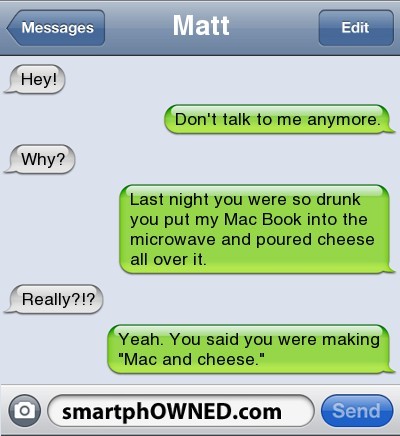 Messages
Matt
Edit
Hey!
Don't talk to me anymore.
Why?
Last night you were so drunk
you put my Mac Book into the
microwave and poured cheese
all over it.
Really?!?
Yeah. You said you were making
"Mac and cheese."
smartphOWNED.com
Send